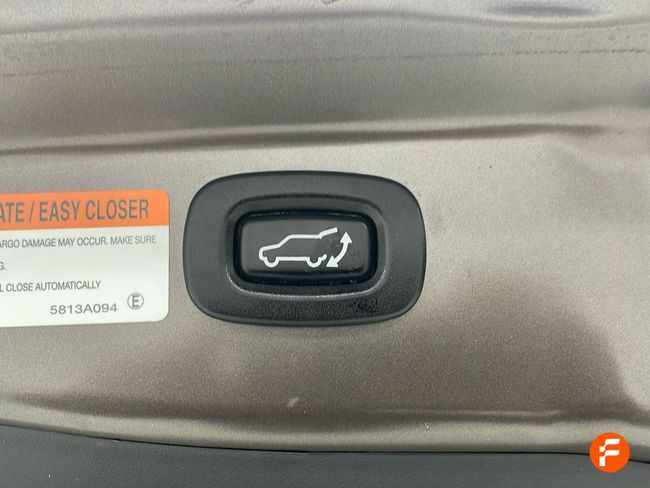 ATE / EASY CLOSER
ARGO DAMAGE MAY OCCUR. MAKE SURE
G.
L CLOSE AUTOMATICALLY
5813A094 E